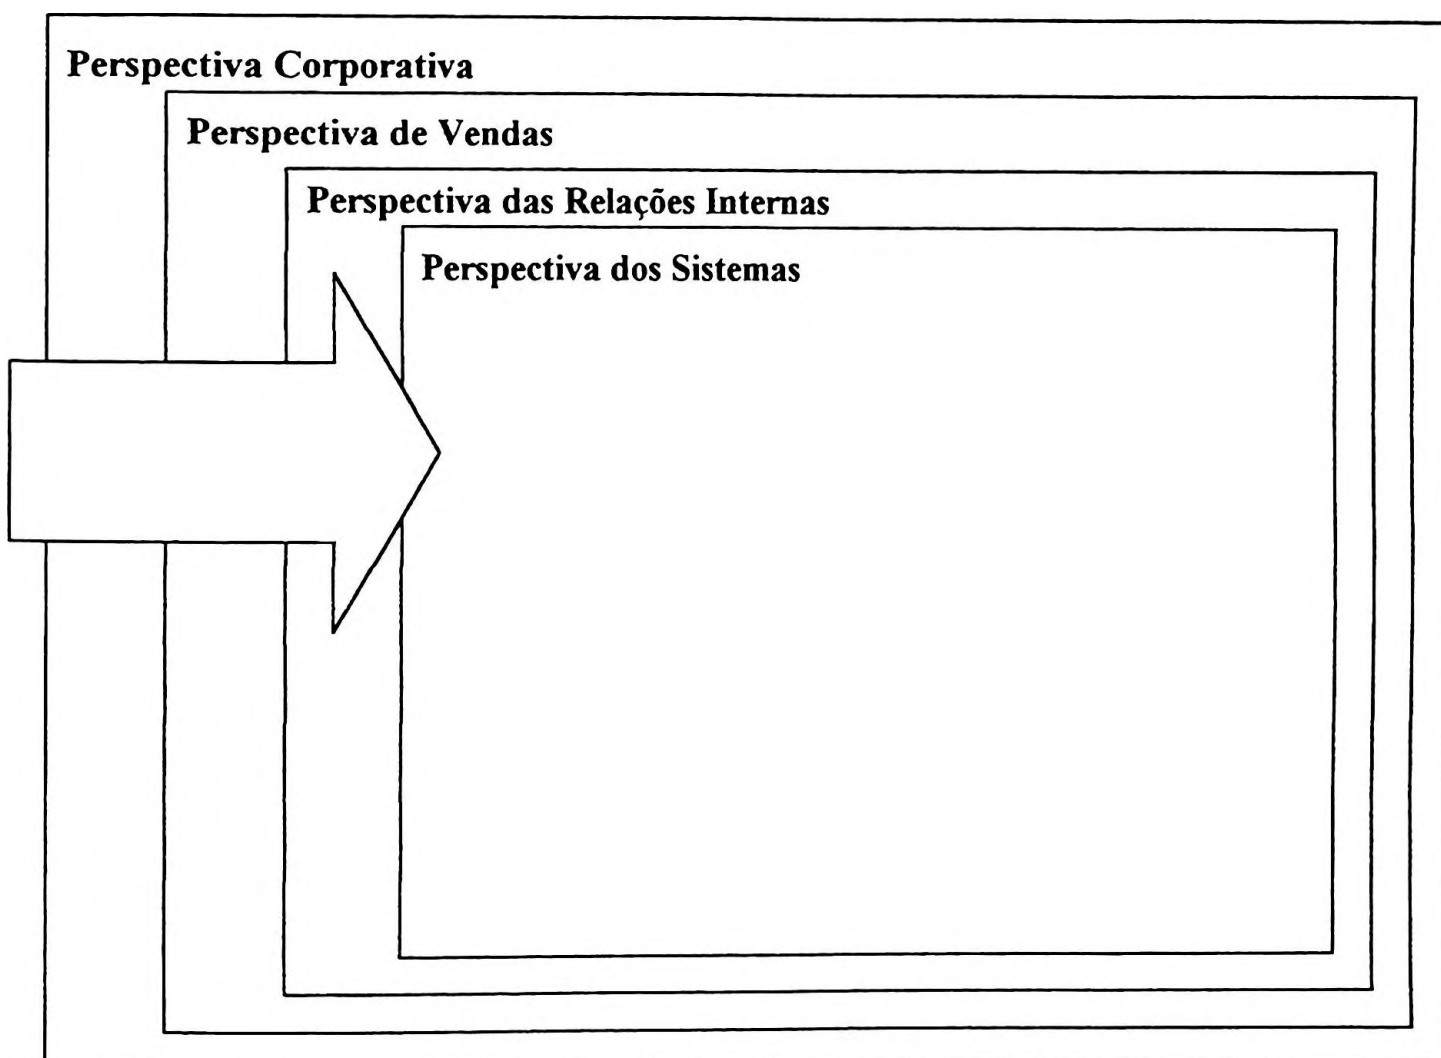 Perspectiva Corporativa
Perspectiva de Vendas
Perspectiva das Relações Internas
Perspectiva dos Sistemas